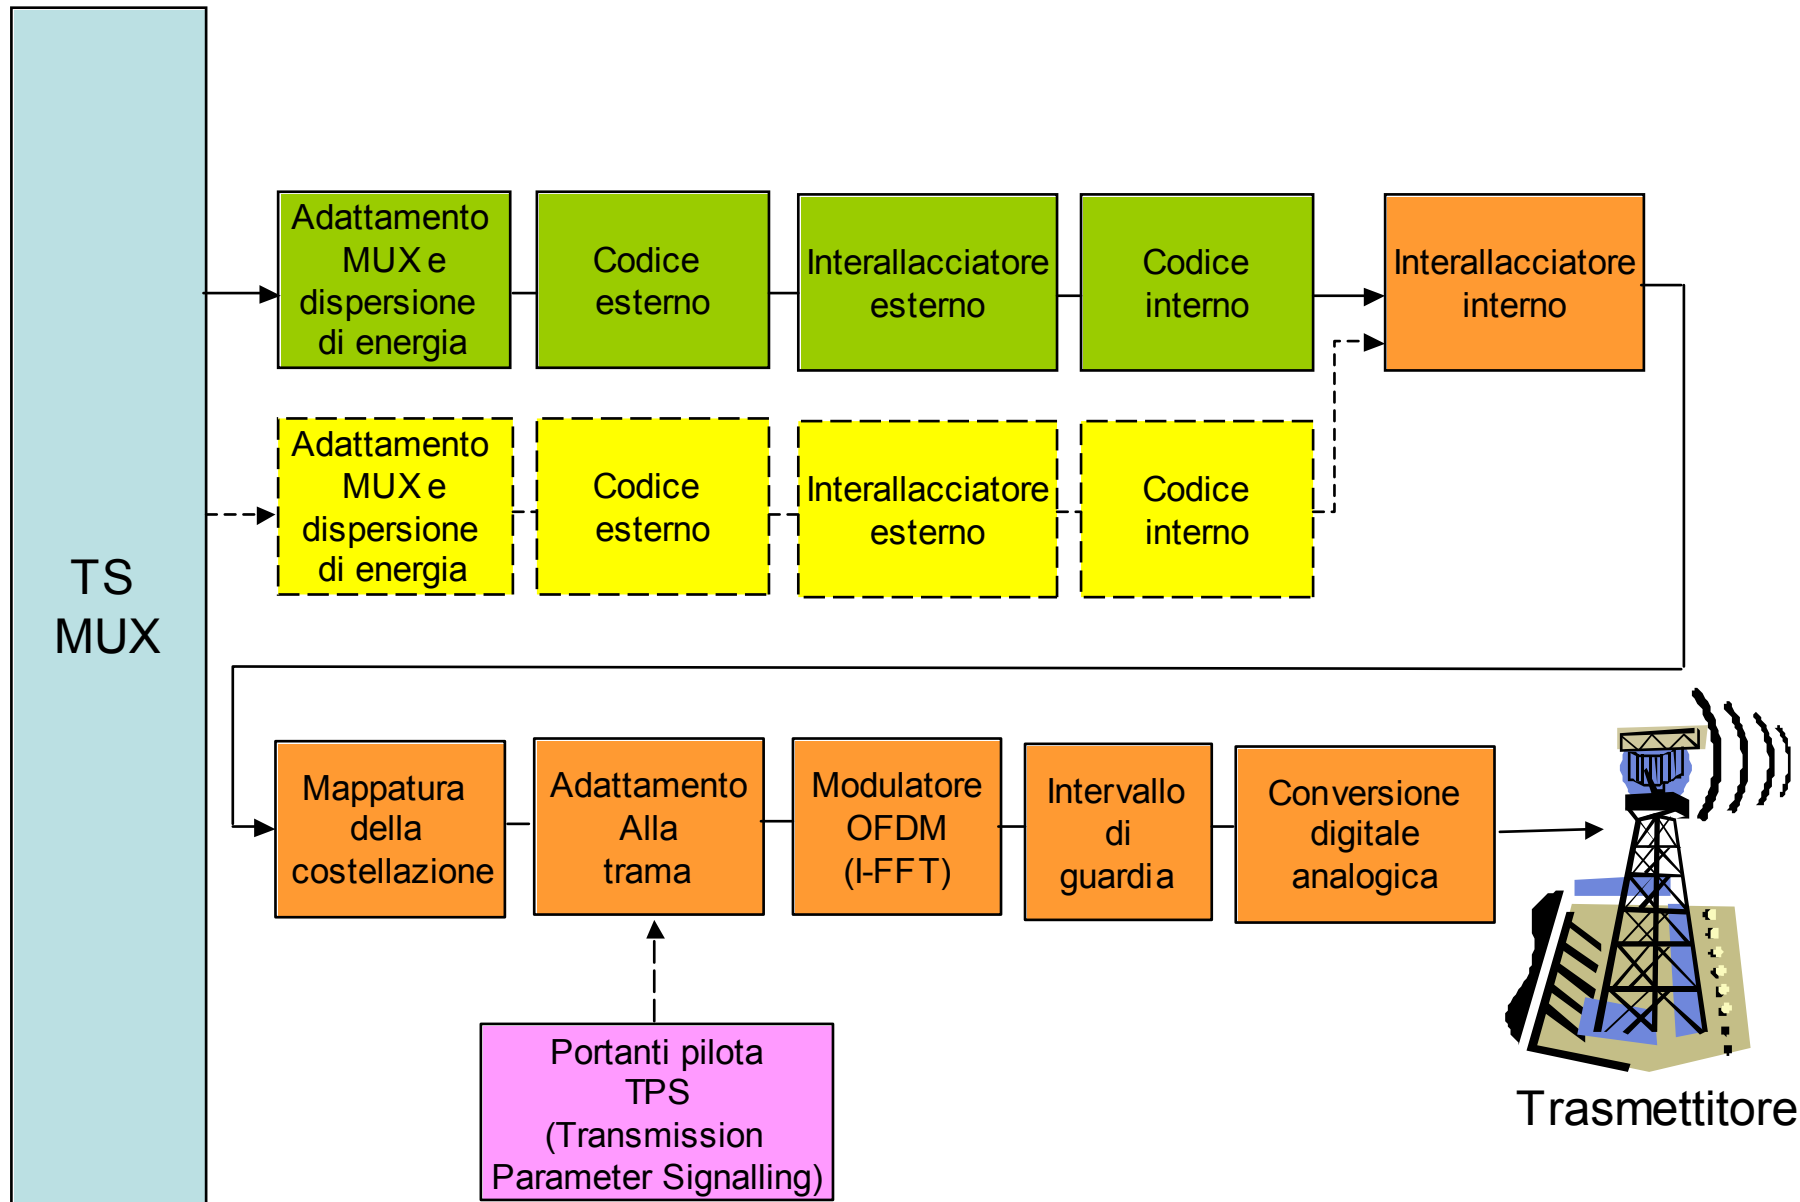 TS
MUX
Adattamento
MUX e
dispersione
di energia
Codice
esterno
Interallacciatore
esterno
Codice
interno
Interallacciatore
interno
Adattamento
MUX e
dispersione
di energia
Codice
esterno
Interallacciatore
esterno
Codice
interno
Mappatura
della
costellazione
Adattamento
Alla
trama
Modulatore
OFDM
(I-FFT)
Intervallo
di
guardia
Conversione
digitale
analogica
Trasmettitore
Portanti pilota
TPS
(Transmission
Parameter Signalling)